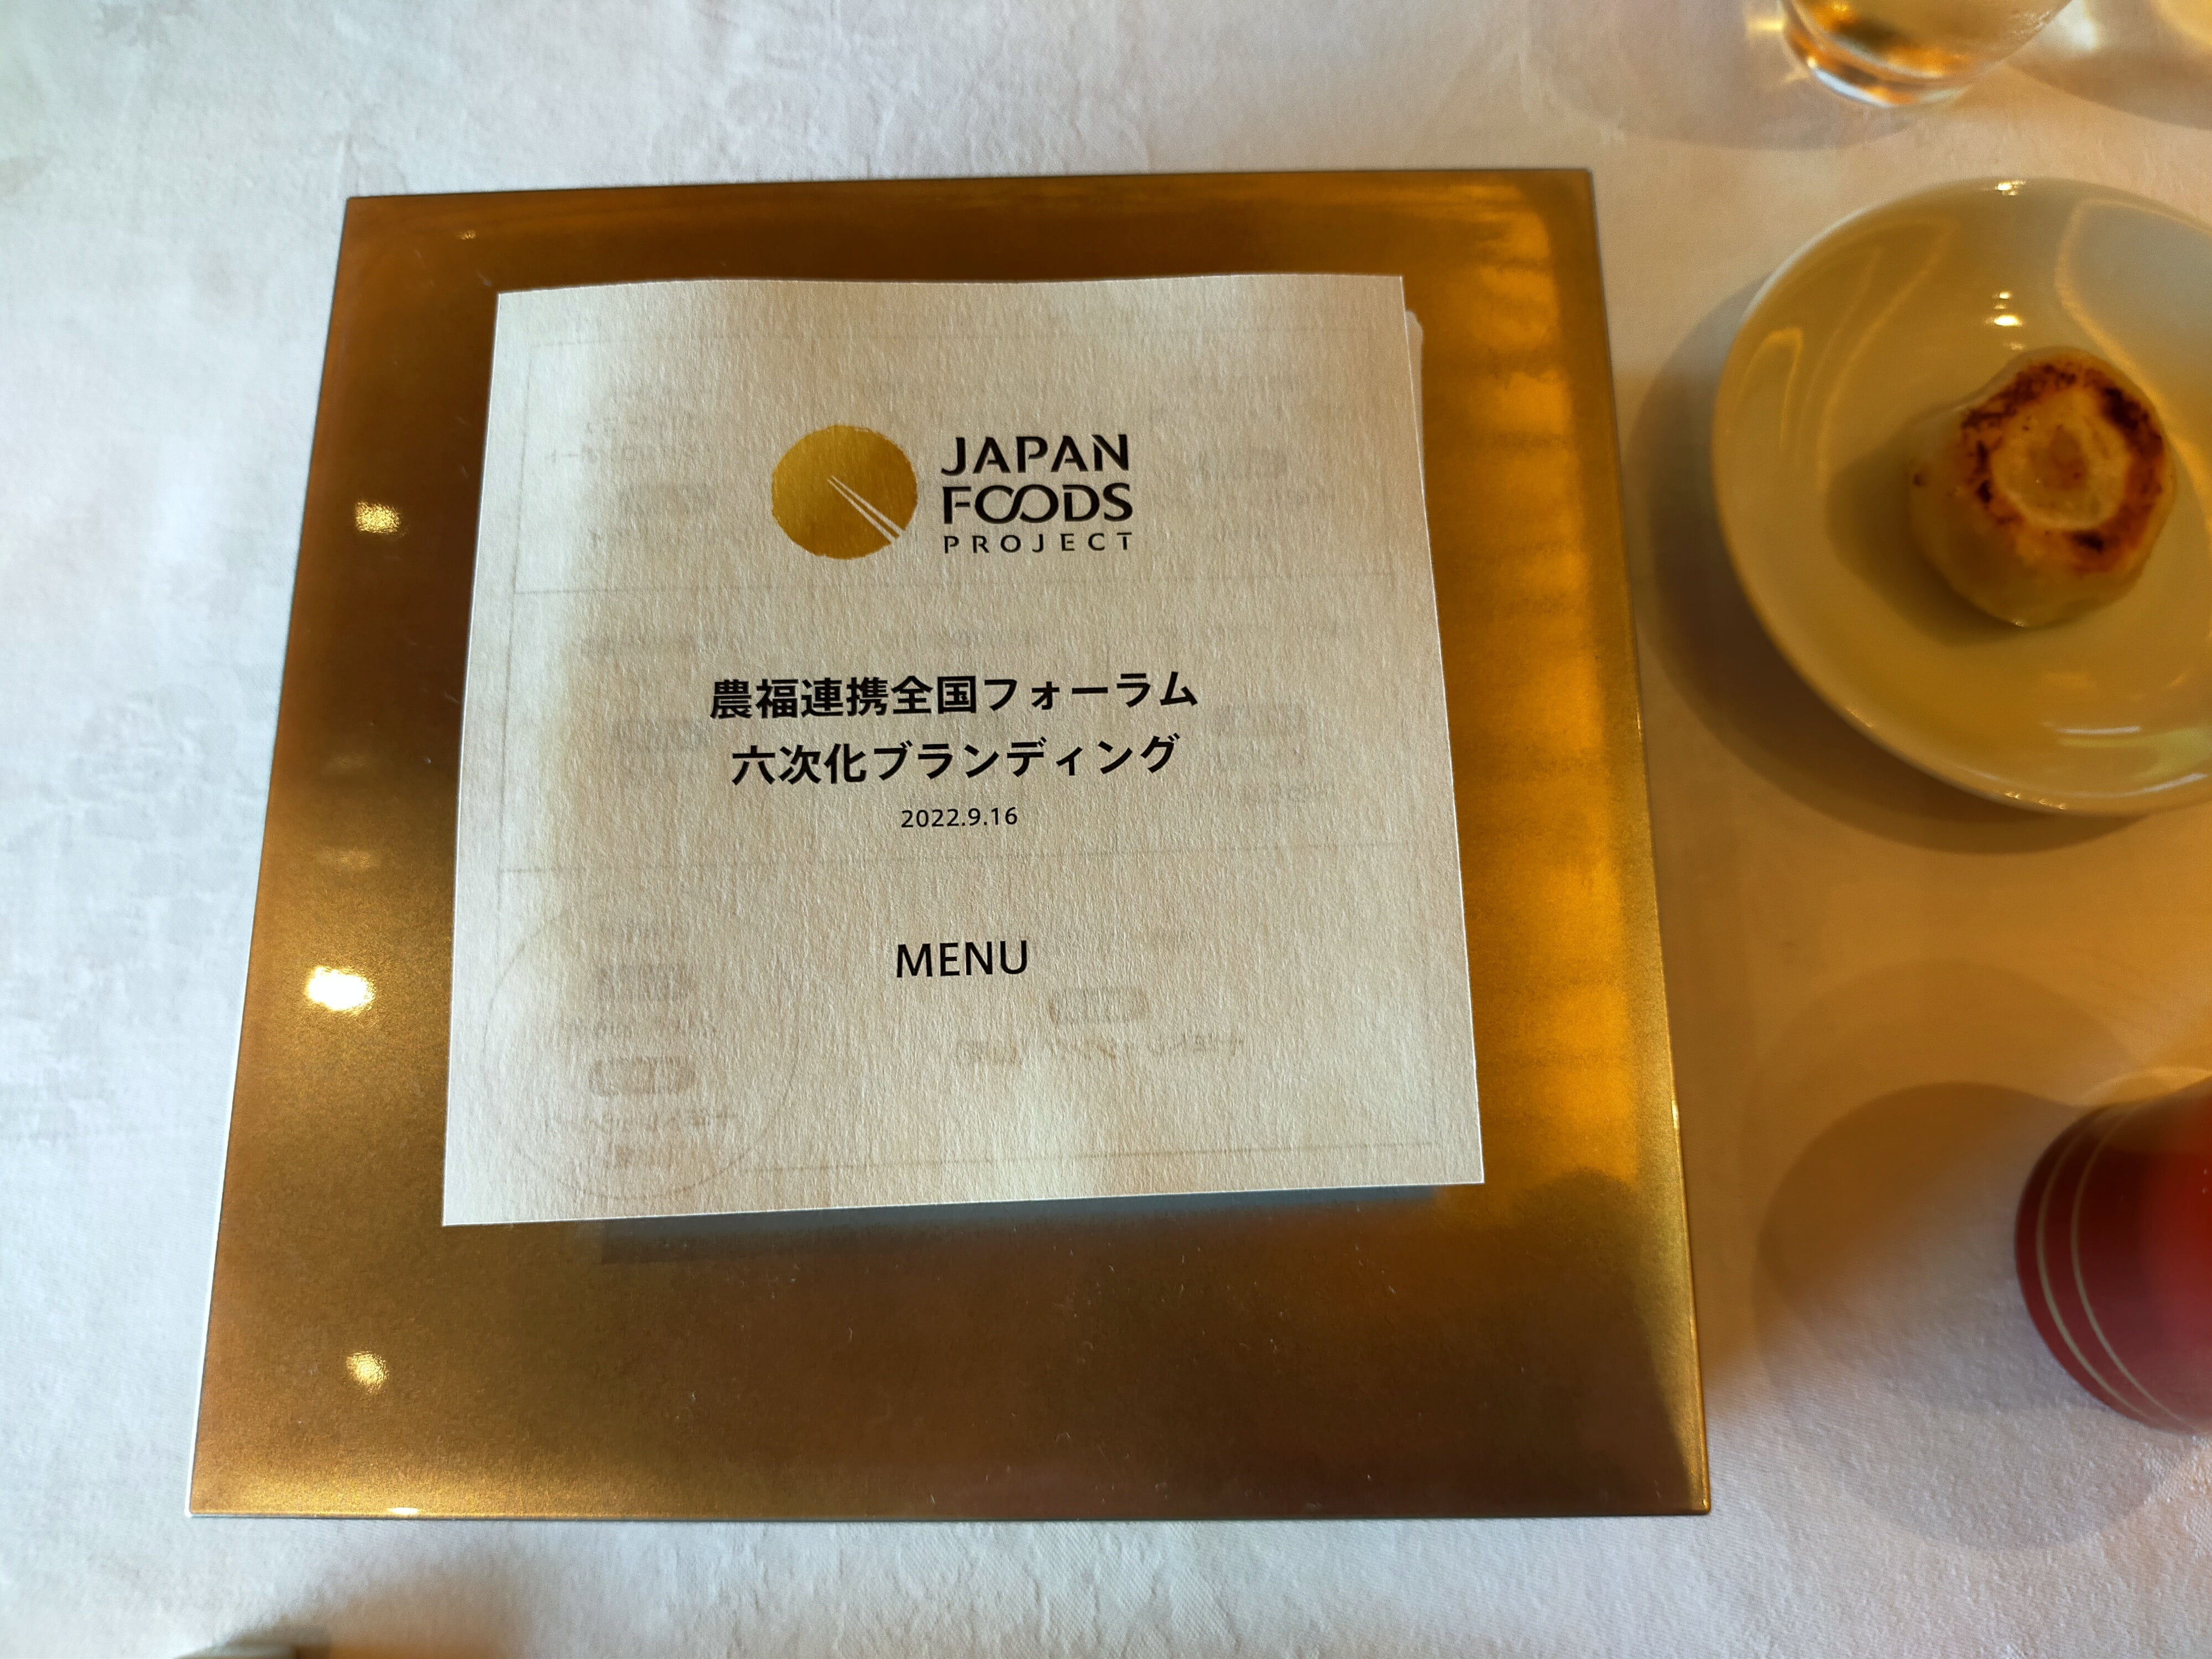 JAPAN
FOODS
PROJECT
農福連携全国フォーラム
六次化ブランディング
2022.9.16
MENU